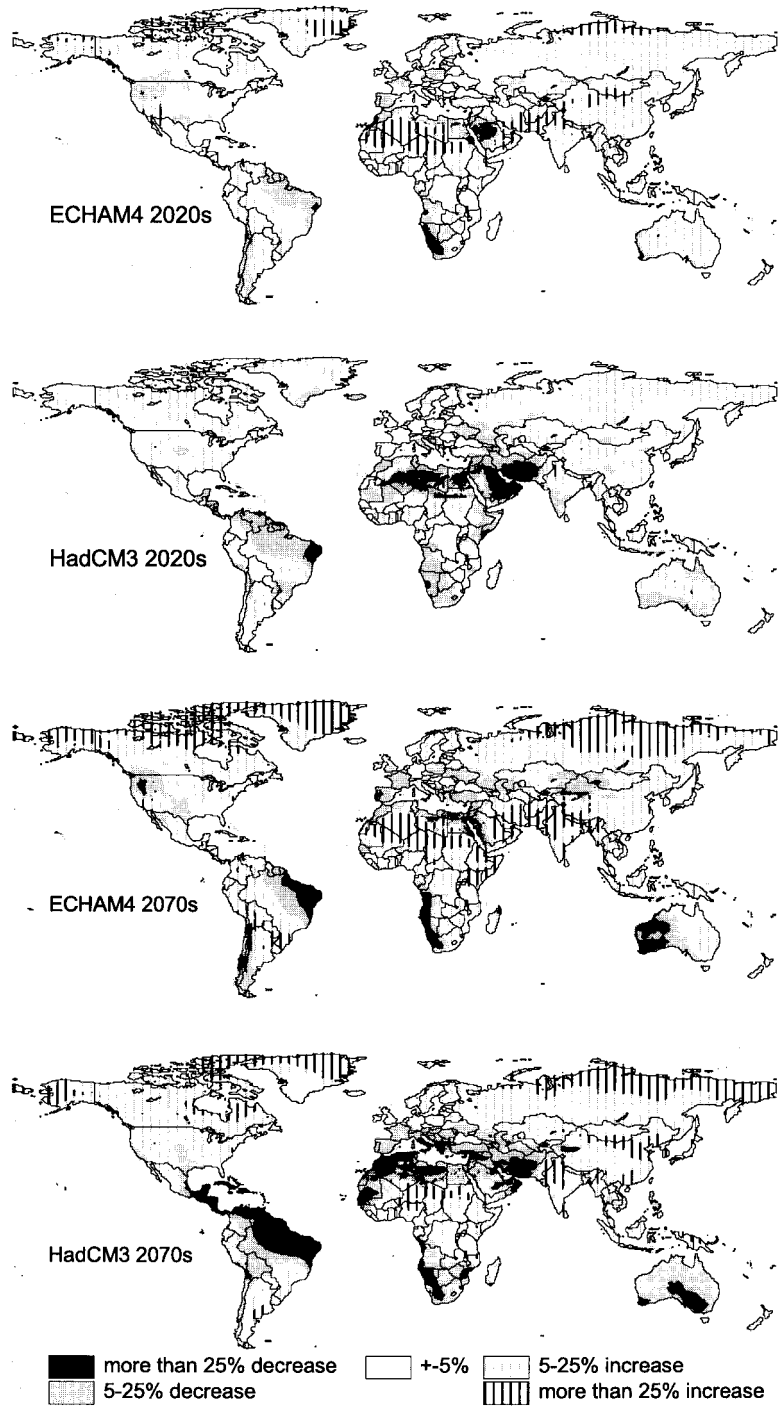 ECHAM4 2020s
HadCM3 2020s
ECHAM4 2070s
HadCM3 2070s
more than 25% decrease
+-5%
5-25% increase
5-25% decrease
more than 25% increase